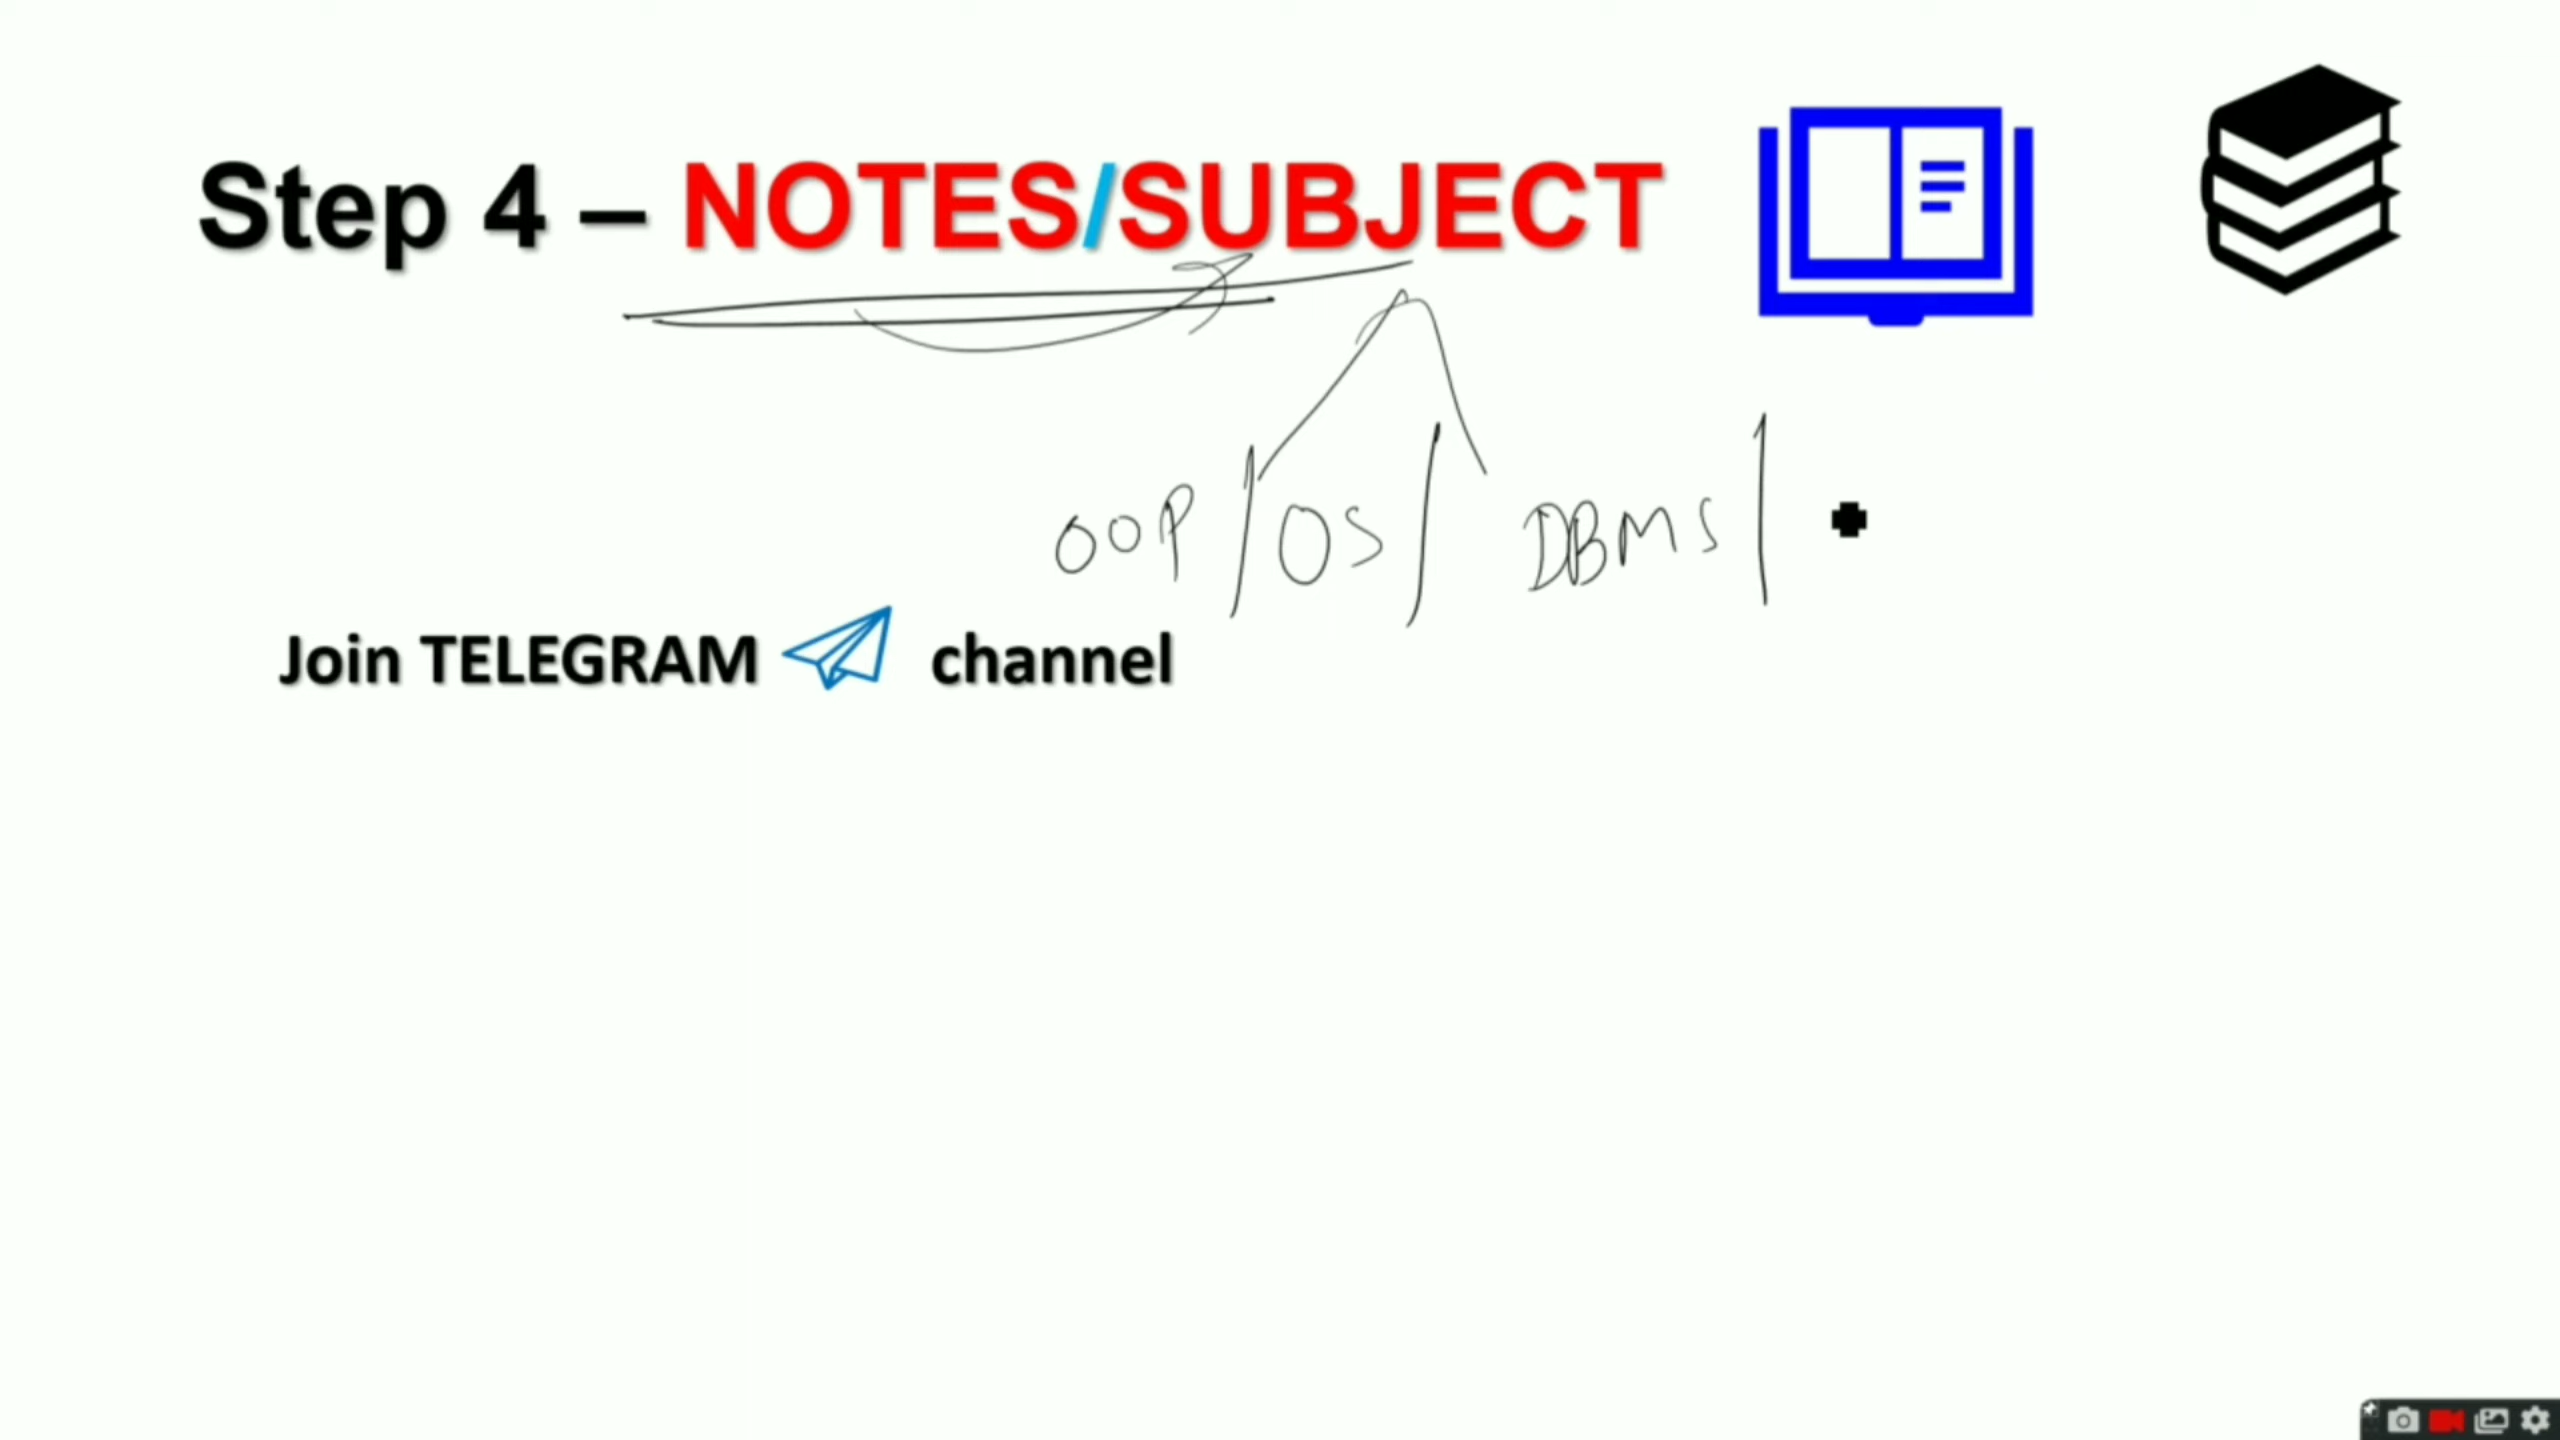 Step 4 – NOTES/SUBJECT
OOP / OS / DBMS |
Join TELEGRAM channel